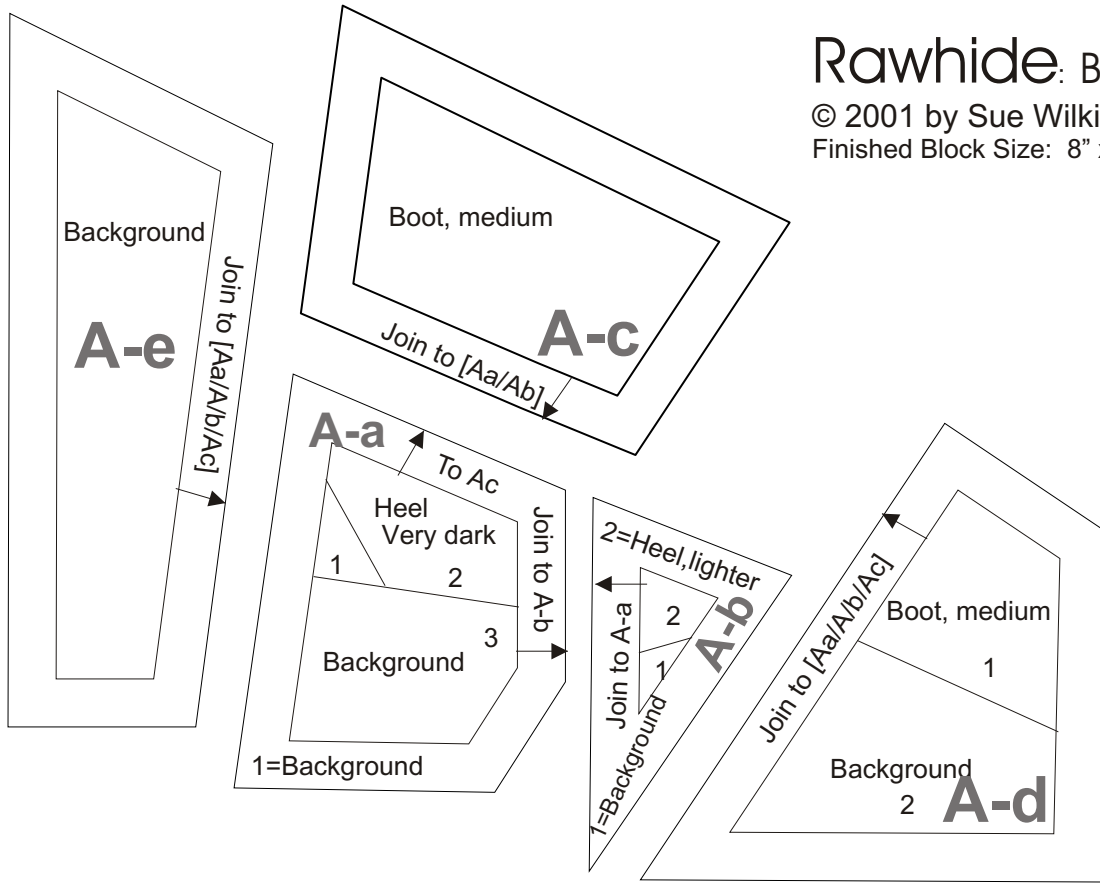 Rawhide: B
© 2001 by Sue Wilki
Finished Block Size: 8” x
Background
A-e
Join to [Aa/A/b/Ac]
Boot, medium
A-c
Join to [Aa/Ab]
A-a
To Ac
Heel
Very dark
1
2
Join to A-b
3
Background
1=Background
2=Heel,lighter
2
1
A-b
Join to A-a
1=Background
Join to [Aa/A/b/Ac]
Boot, medium
1
Background
2
A-d